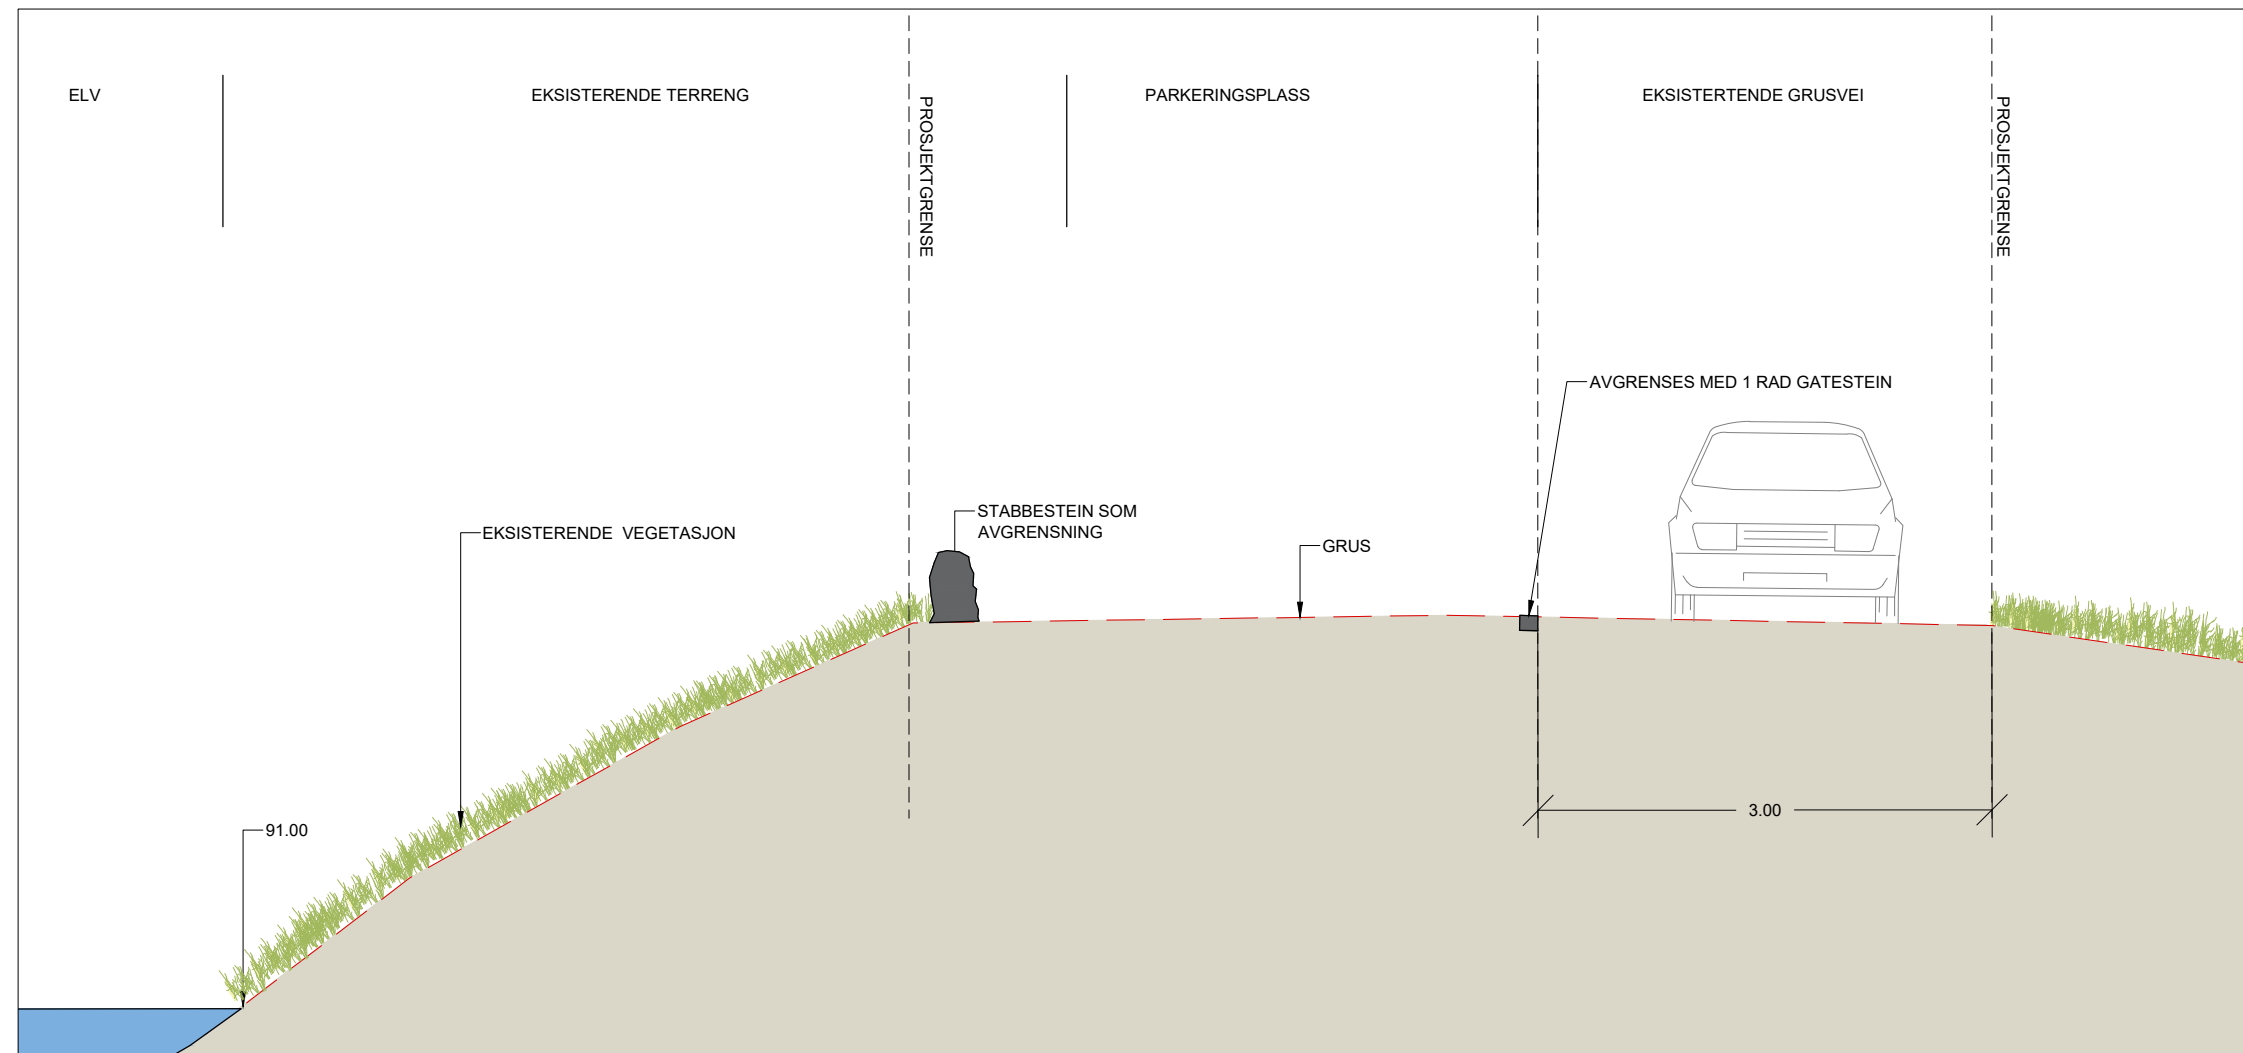 ELV
EKSISTERENDE TERRENG
PROSJEKTGRENSE
PARKERINGSPLASS
EKSISTERTENDE GRUSVEI
PROSJEKTGRENSE
AVGRENSES MED 1 RAD GATESTEIN
STABBESTEIN SOM
AVGRENSNING
EKSISTERENDE VEGETASJON
GRUS
3.00
91.00